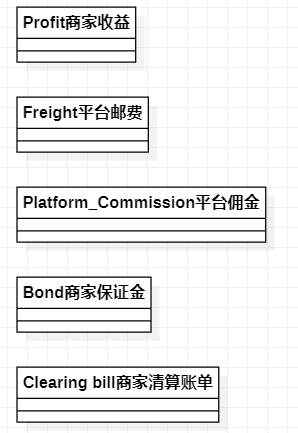 Profit商家收益
Freight平台邮费
Platform_Commission平台佣金
Bond商家保证金
Clearing bill商家清算账单